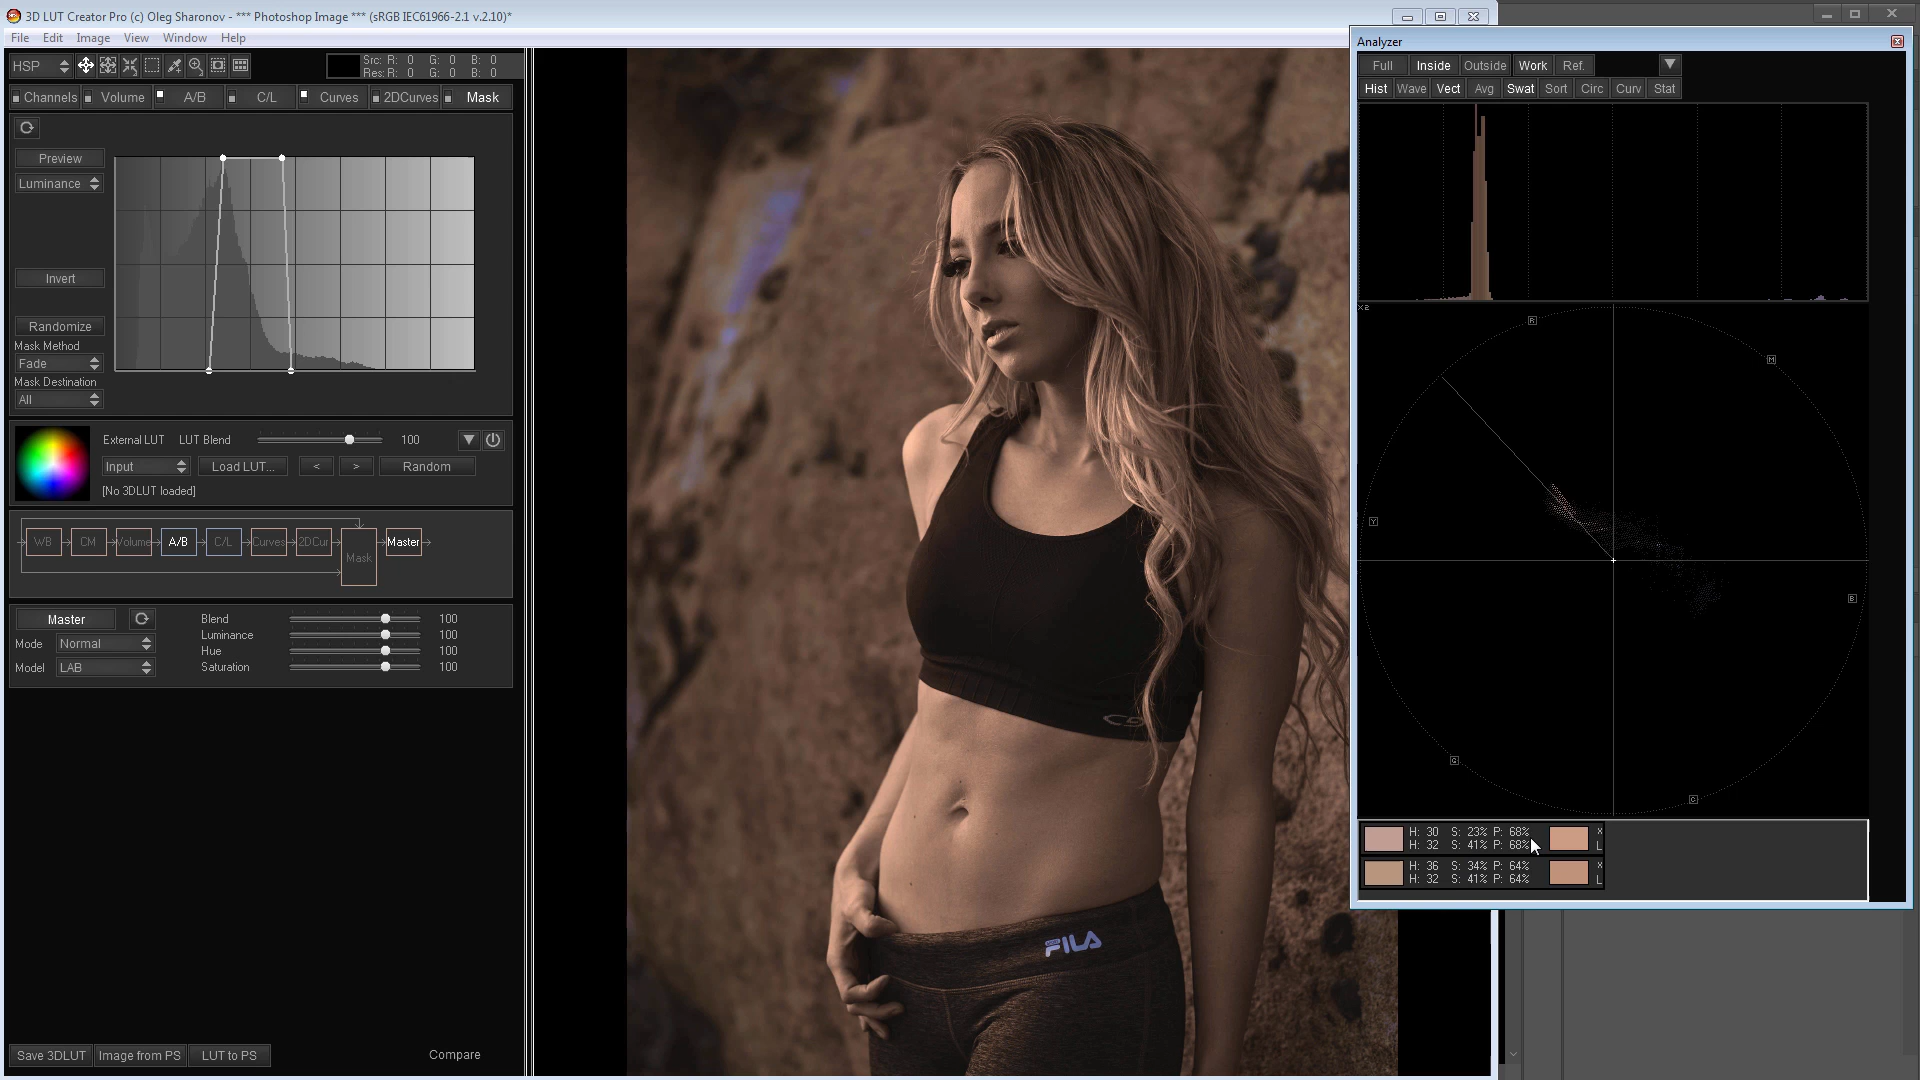 3D LUT Creator Pro (c) Oleg Sharonov - *** Photoshop Image *** (sRGB IEC61966-2.1 v.2.10)*
File Edit Image View Window Help
HSP
Src: R: 0 G: 0 B: 0
Res: R: 0 G: 0 B: 0
Channels Volume A/B C/L Curves 2DCurves Mask
Preview
Luminance
Invert
Randomize
Mask Method
Fade
Mask Destination
All
External LUT LUT Blend 100
Input Load LUT... < > Random
[No 3DLUT loaded]
WB CM Volume A/B C/L Curves 2DCur Mask Master
Master Blend 100
Luminance 100
Mode Normal Hue 100
Model LAB Saturation 100
Save 3DLUT Image from PS LUT to PS Compare
FILA
Analyzer
Full Inside Outside Work Ref.
Hist Wave Vect Avg Swat Sort Circ Curv Stat
x2
R
M
Y
B
G
C
H: 30 S: 23% P: 68% X
H: 32 S: 41% P: 68% L
H: 36 S: 34% P: 64% X
H: 32 S: 41% P: 64% L